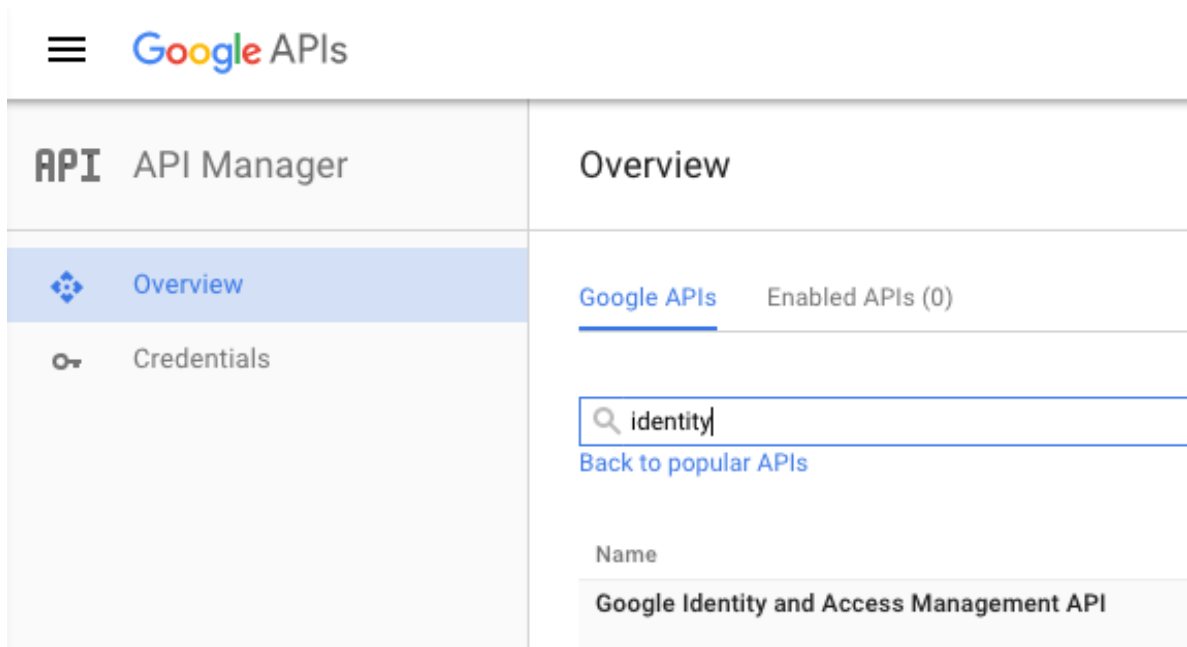 Google APIs
API API Manager
Overview
Overview
Credentials
Google APIs Enabled APIs (0)
identity
Back to popular APIs
Name
Google Identity and Access Management API